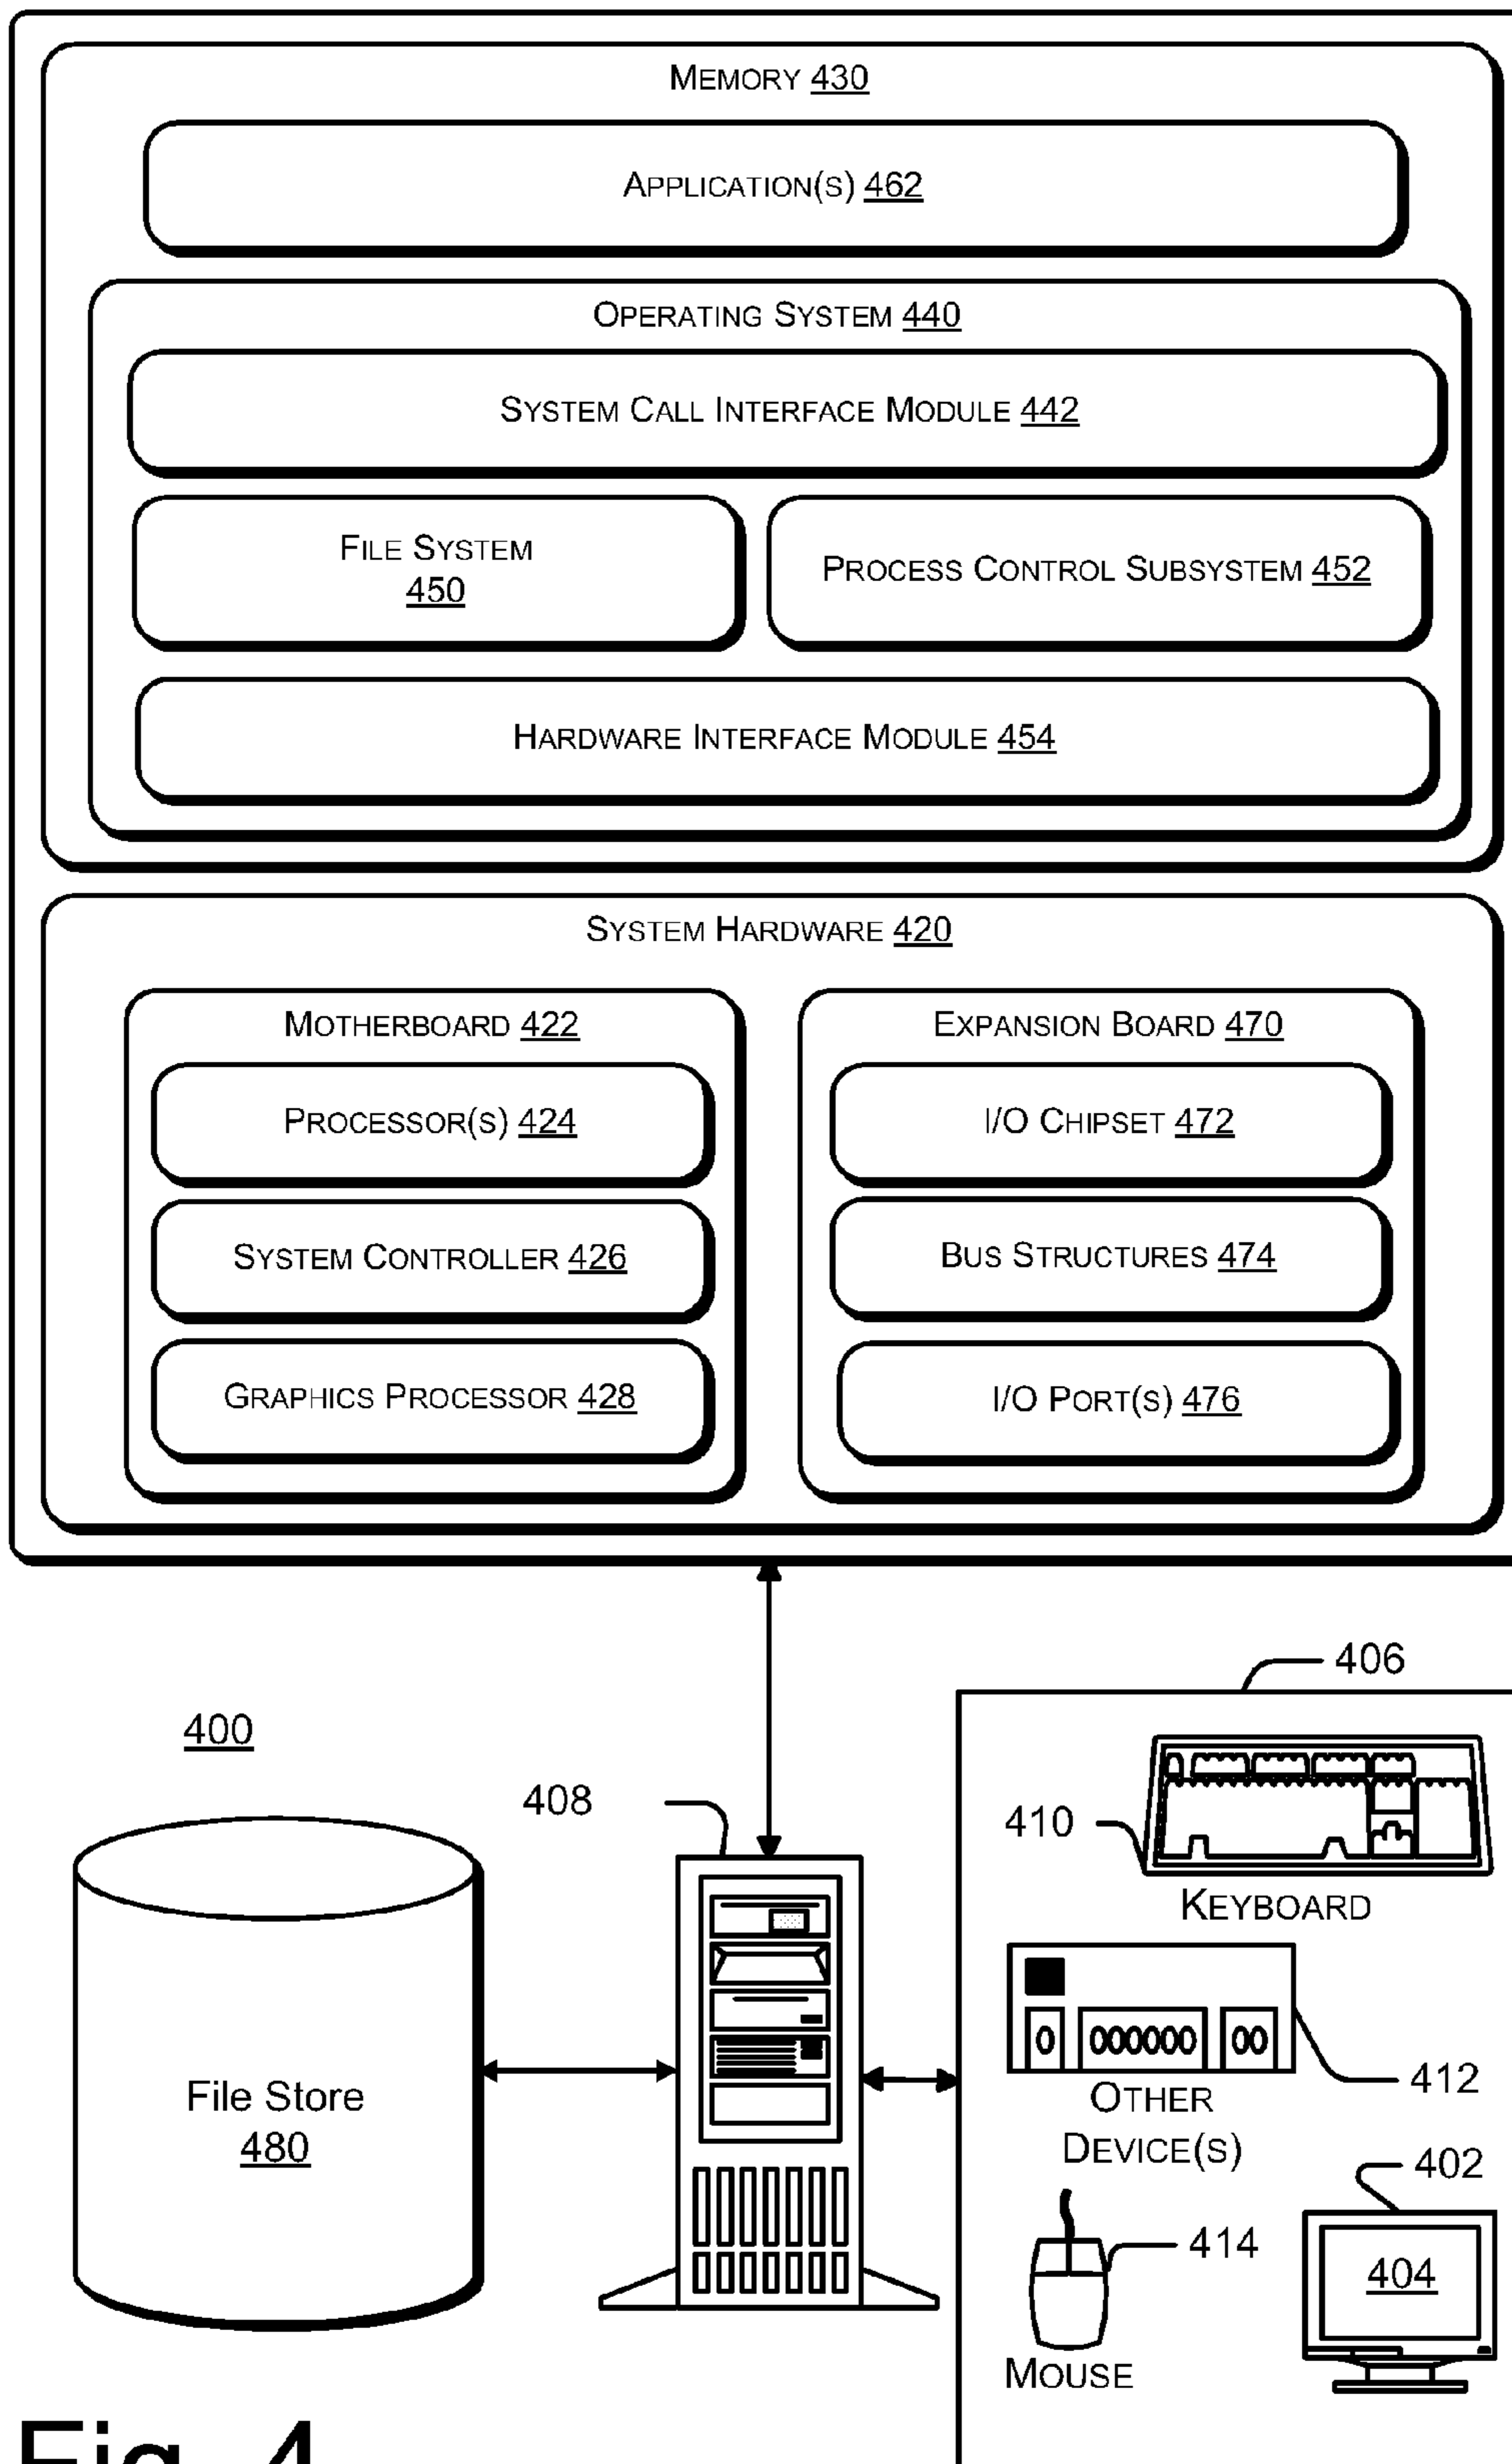 MEMORY 430
APPLICATION(S) 462
OPERATING SYSTEM 440
SYSTEM CALL INTERFACE MODULE 442
FILE SYSTEM
450
PROCESS CONTROL SUBSYSTEM 452
HARDWARE INTERFACE MODULE 454
SYSTEM HARDWARE 420
MOTHERBOARD 422
PROCESSOR(S) 424
SYSTEM CONTROLLER 426
GRAPHICS PROCESSOR 428
EXPANSION BOARD 470
I/O CHIPSET 472
BUS STRUCTURES 474
I/O PORT(S) 476
400
408
File Store
480
406
410
KEYBOARD
412
OTHER
DEVICE(S)
402
414
404
MOUSE
Fig. 4